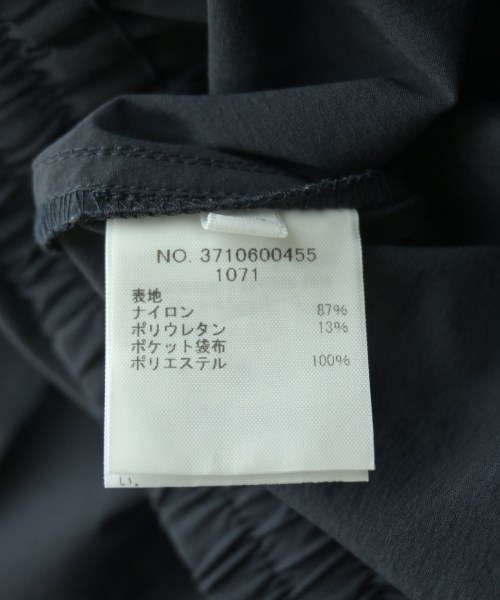 NO. 3710600455
1071
表地
ナイロン 87%
ポリウレタン 13%
ポケット袋布
ポリエステル 100%
い。